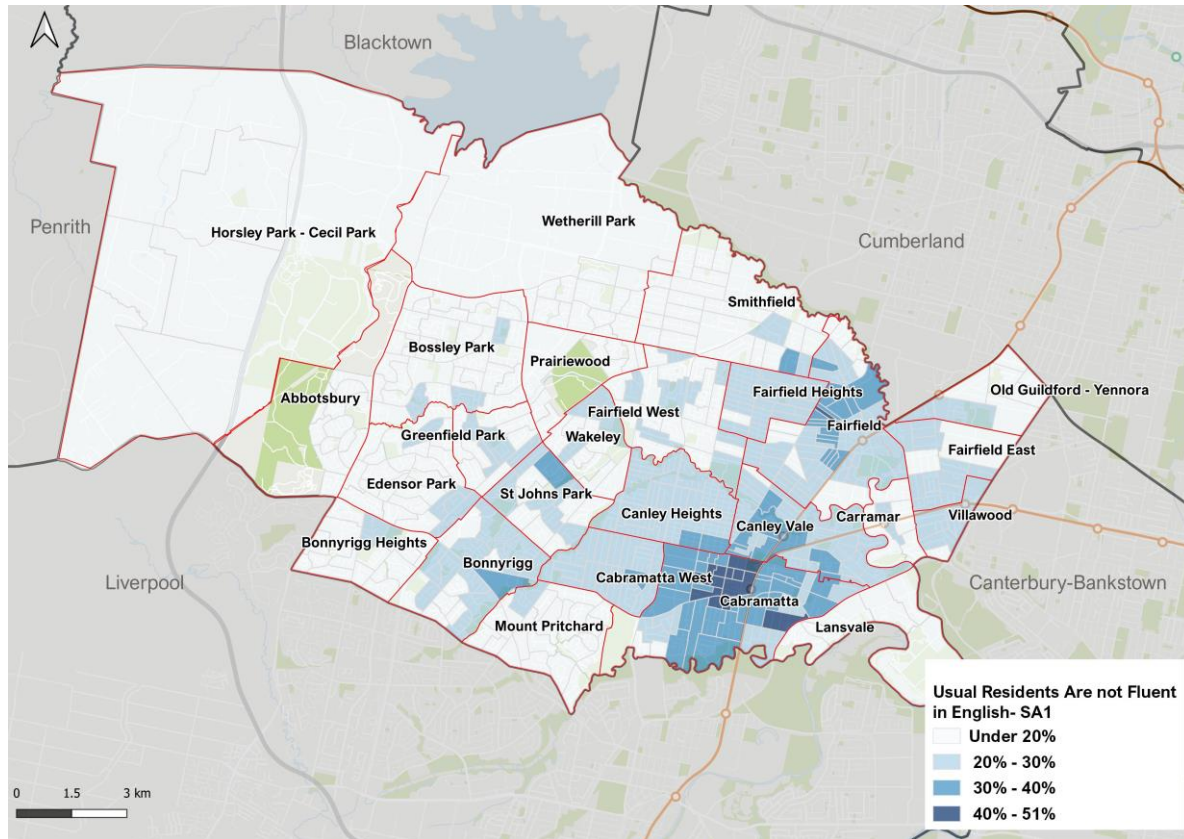 Blacktown
Penrith
Horsley Park - Cecil Park
Wetherill Park
Cumberland
Smithfield
Bossley Park
Prairiewood
Abbotsbury
Fairfield Heights
Old Guildford - Yennora
Fairfield West
Fairfield
Greenfield Park
Wakeley
Fairfield East
Edensor Park
St Johns Park
Canley Heights
Canley Vale
Carramar
Villawood
Bonnyrigg Heights
Bonnyrigg
Liverpool
Cabramatta West
Cabramatta
Canterbury-Bankstown
Mount Pritchard
Lansvale
Usual Residents Are not Fluent
in English- SA1
Under 20%
20% - 30%
30% - 40%
40% - 51%
0 1.5 3 km